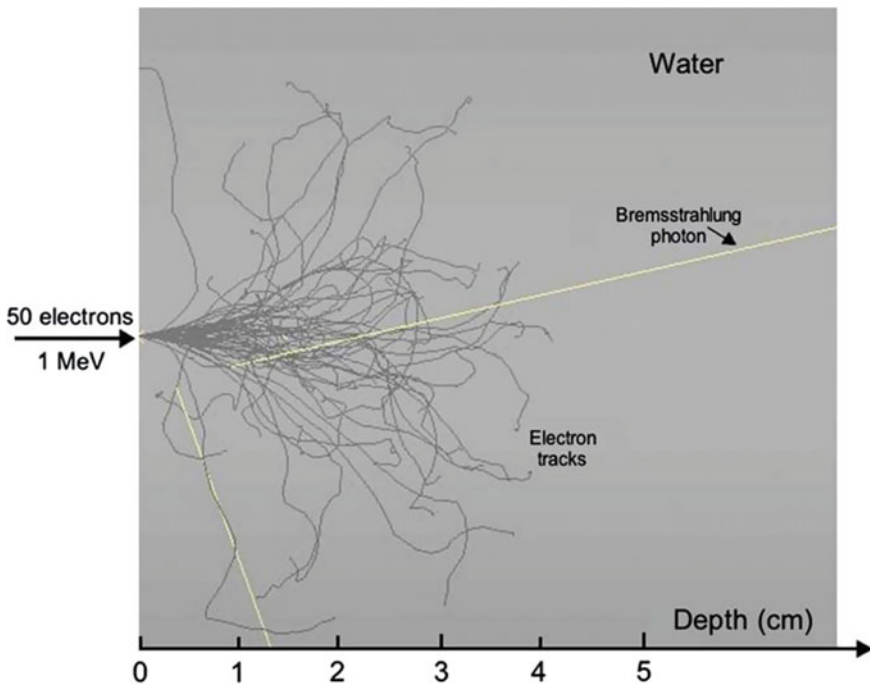 Water
Bremsstrahlung
photon
50 electrons
1 MeV
Electron
tracks
Depth (cm)
0 1 2 3 4 5